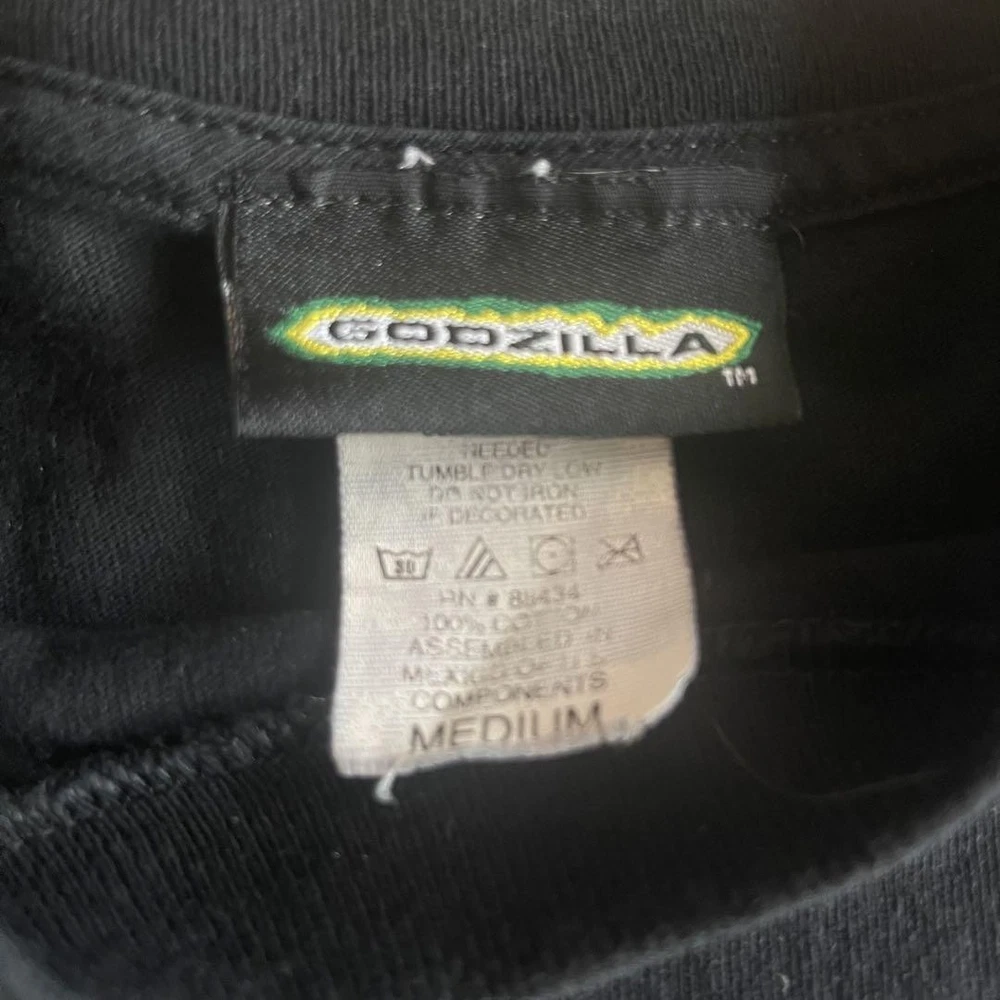 GODZILLA
TM
NEEDED
TUMBLE DRY LOW
DO NOT IRON
IF DECORATED
30
RN # 88434
100% COTTON
ASSEMBLED IN
MEXICO OF U.S.
COMPONENTS
MEDIUM